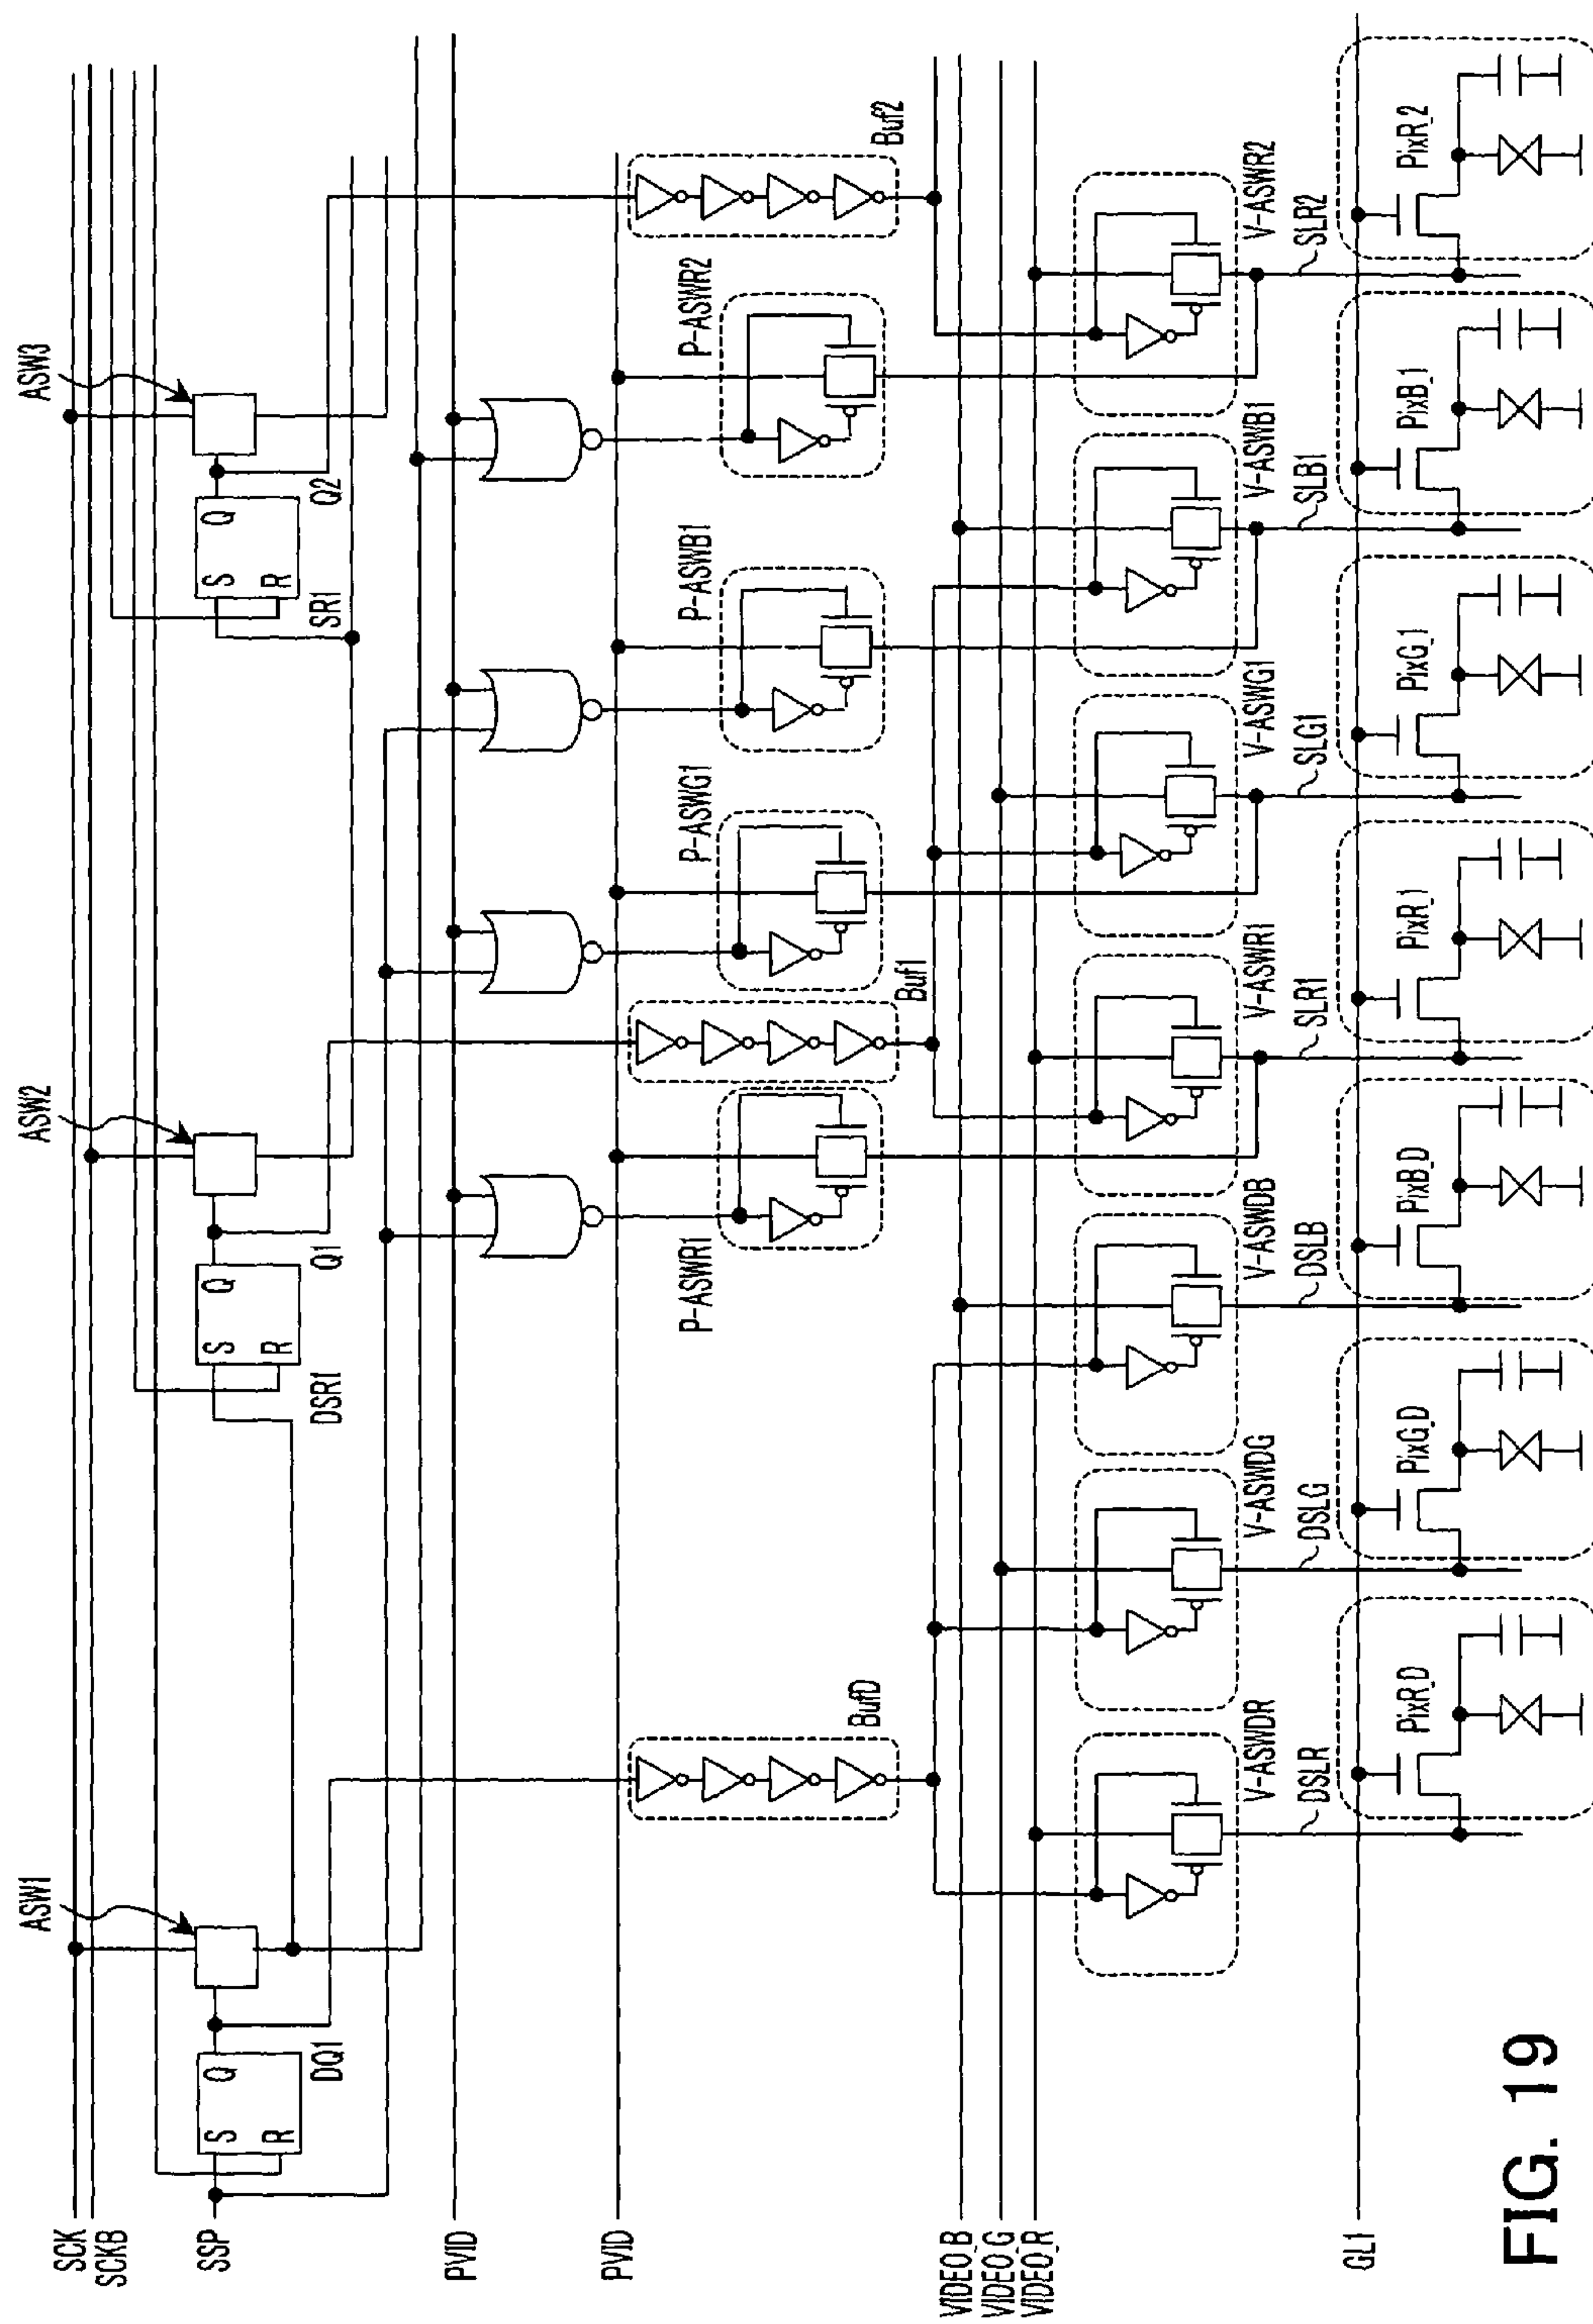 ASW1
ASW2
ASW3
SCK
SCKB
SSP
S
Q
R
DQ1
S
Q
R
DSR1
Q1
S
Q
R
SR1
Q2
PVID
PVID
P-ASWR1
P-ASWG1
P-ASWB1
P-ASWR2
BufD
Buf1
Buf2
VIDEO_B
VIDEO_G
VIDEO_R
V-ASWDR
V-ASWDG
V-ASWDB
V-ASWR1
V-ASWG1
V-ASWB1
V-ASWR2
DSLR
DSLG
DSLB
SLR1
SLG1
SLB1
SLR2
GL1
PixR_D
PixG_D
PixB_D
PixR_1
PixG_1
PixB_1
PixR_2
FIG. 19